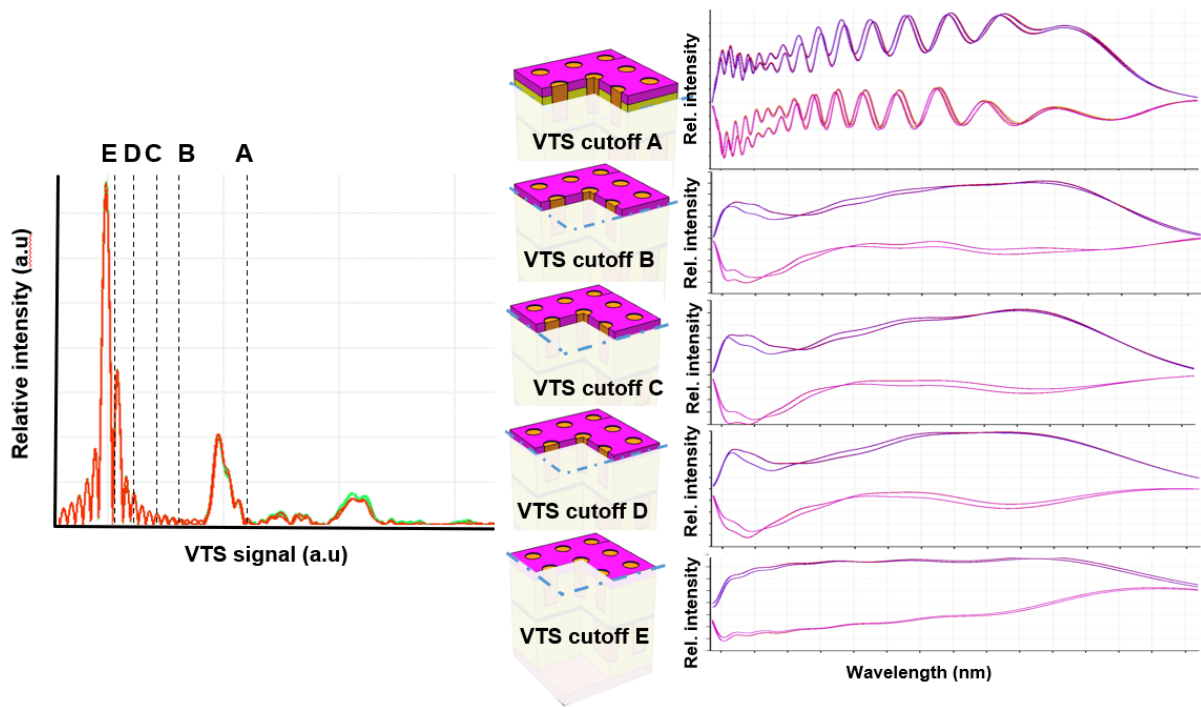 E D C B A
Relative intensity (a.u)
VTS signal (a.u)
VTS cutoff A
VTS cutoff B
VTS cutoff C
VTS cutoff D
VTS cutoff E
Rel. intensity
Rel. intensity
Rel. intensity
Rel. intensity
Rel. intensity
Wavelength (nm)